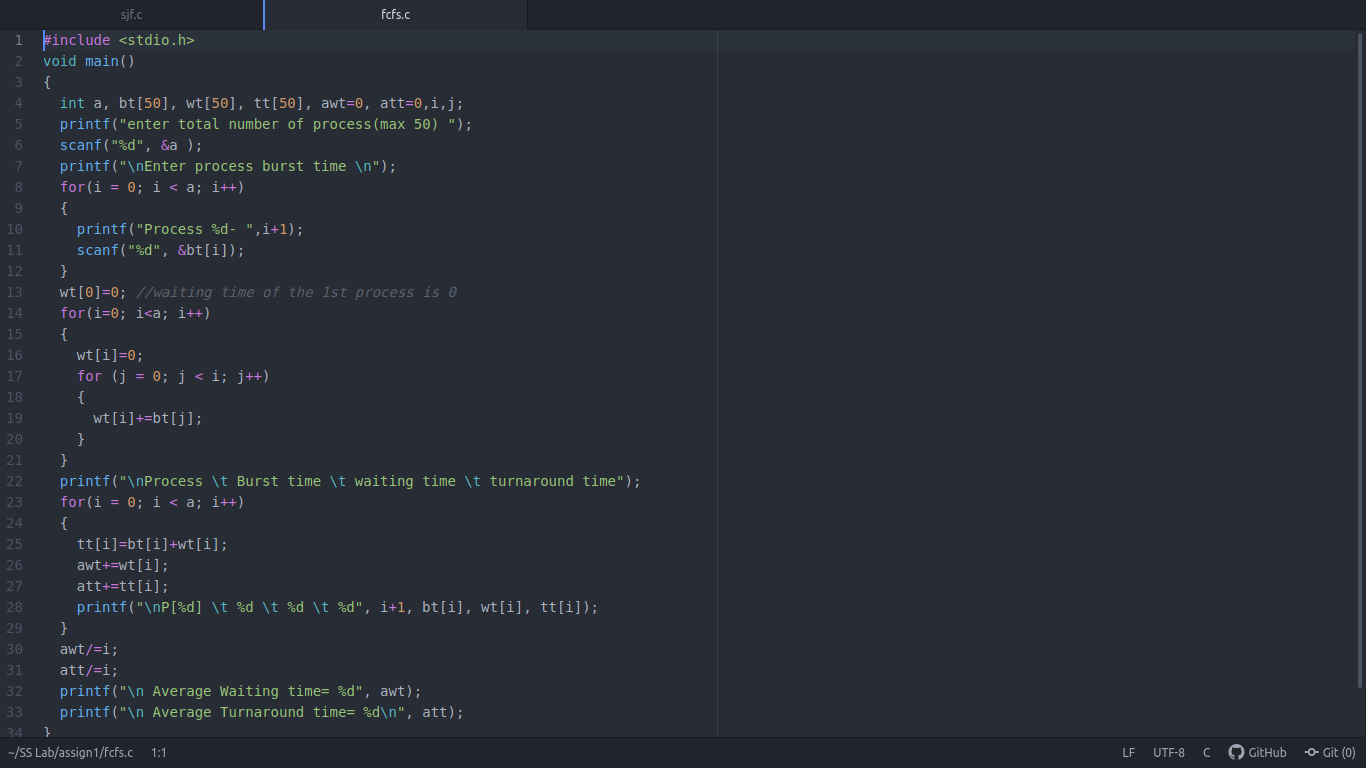 sjf.c
fcfs.c
1 #include <stdio.h>
2 void main()
3 {
4   int a, bt[50], wt[50], tt[50], awt=0, att=0,i,j;
5   printf("enter total number of process(max 50) ");
6   scanf("%d", &a );
7   printf("\nEnter process burst time \n");
8   for(i = 0; i < a; i++)
9   {
10     printf("Process %d- ",i+1);
11     scanf("%d", &bt[i]);
12   }
13   wt[0]=0; //waiting time of the 1st process is 0
14   for(i=0; i<a; i++)
15   {
16     wt[i]=0;
17     for (j = 0; j < i; j++)
18     {
19       wt[i]+=bt[j];
20     }
21   }
22   printf("\nProcess \t Burst time \t waiting time \t turnaround time");
23   for(i = 0; i < a; i++)
24   {
25     tt[i]=bt[i]+wt[i];
26     awt+=wt[i];
27     att+=tt[i];
28     printf("\nP[%d] \t %d \t %d \t %d", i+1, bt[i], wt[i], tt[i]);
29   }
30   awt/=i;
31   att/=i;
32   printf("\n Average Waiting time= %d", awt);
33   printf("\n Average Turnaround time= %d\n", att);
34 }
~/SS Lab/assign1/fcfs.c 1:1 LF UTF-8 C GitHub Git (0)